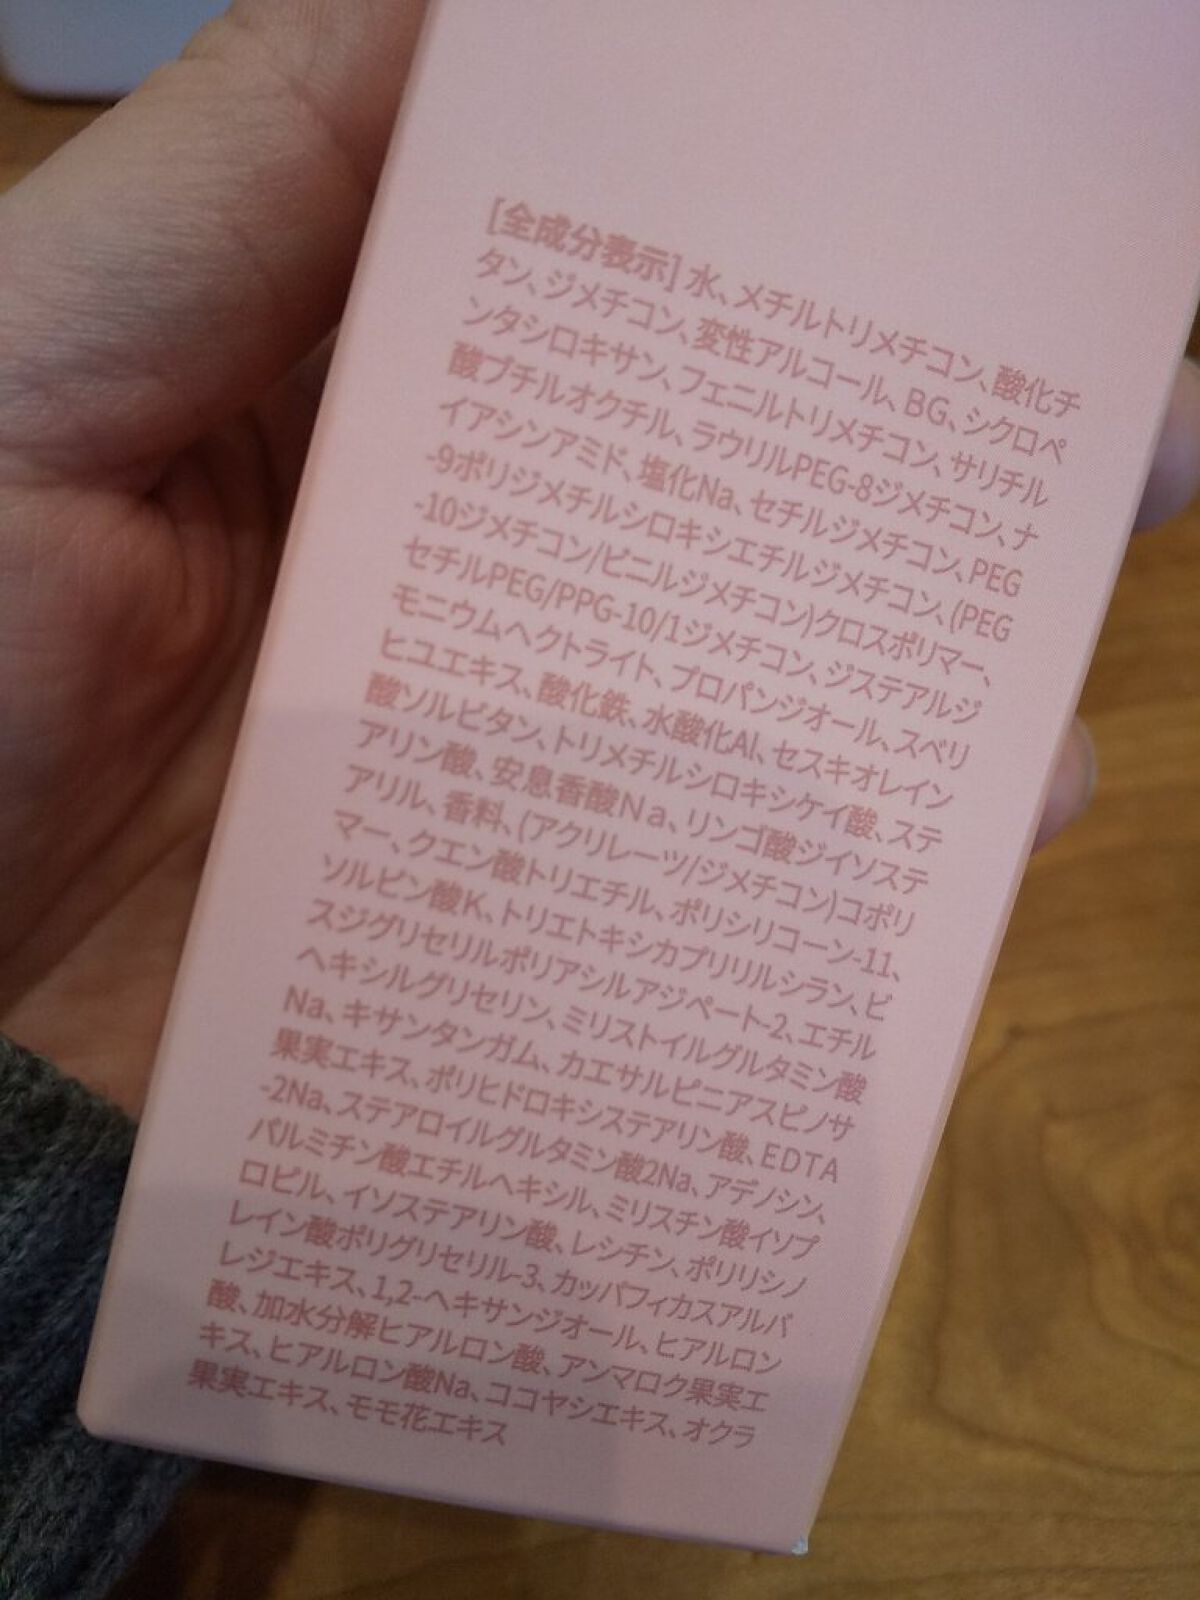 [全成分表示] 水、メチルトリメチコン、酸化チ
タン、ジメチコン、変性アルコール、BG、シクロペ
ンタシロキサン、フェニルトリメチコン、サリチル
酸ブチルオクチル、ラウリルPEG-8ジメチコン、ナ
イアシンアミド、塩化Na、セチルジメチコン、PEG
-9ポリジメチルシロキシエチルジメチコン、(PEG
-10ジメチコン/ビニルジメチコン)クロスポリマー、
セチルPEG/PPG-10/1ジメチコン、ジステアルジ
モニウムヘクトライト、プロパンジオール、スベリ
ヒユエキス、酸化鉄、水酸化Al、セスキオレイン
酸ソルビタン、トリメチルシロキシケイ酸、ステ
アリン酸、安息香酸Na、リンゴ酸ジイソステ
アリル、香料、(アクリレーツ/ジメチコン)コポリ
マー、クエン酸トリエチル、ポリシリコーン-11、
ソルビン酸K、トリエトキシカプリリルシラン、ビ
スジグリセリルポリアシルアジペート-2、エチル
ヘキシルグリセリン、ミリストイルグルタミン酸
Na、キサンタンガム、カエサルピニアスピノサ
果実エキス、ポリヒドロキシステアリン酸、EDTA
-2Na、ステアロイルグルタミン酸2Na、アデノシン、
パルミチン酸エチルヘキシル、ミリスチン酸イソプ
ロピル、イソステアリン酸、レシチン、ポリリシノ
レイン酸ポリグリセリル-3、カッパフィカスアルバ
レジエキス、1,2-ヘキサンジオール、ヒアルロン
酸、加水分解ヒアルロン酸、アンマロク果実エ
キス、ヒアルロン酸Na、ココヤシエキス、オクラ
果実エキス、モモ花エキス